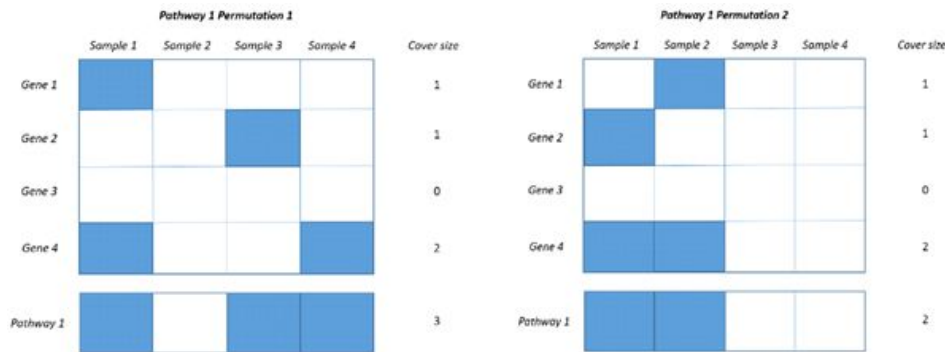 Pathway 1 Permutation 1
Sample 1 Sample 2 Sample 3 Sample 4 Cover size
Gene 1 1
Gene 2 1
Gene 3 0
Gene 4 2
Pathway 1 3
Pathway 1 Permutation 2
Sample 1 Sample 2 Sample 3 Sample 4 Cover size
Gene 1 1
Gene 2 1
Gene 3 0
Gene 4 2
Pathway 1 2